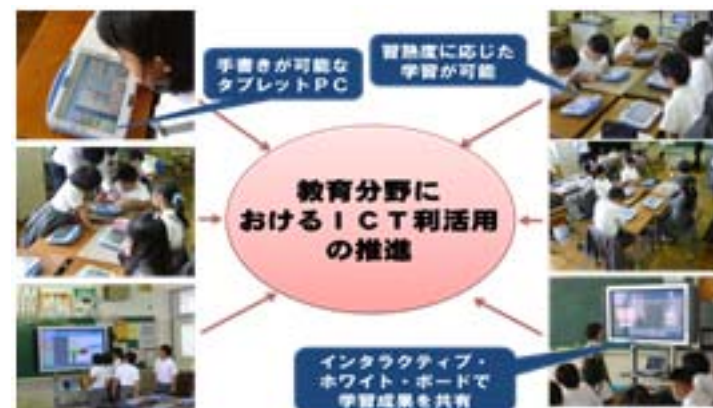 手書きが可能な
タブレットPC
習熟度に応じた
学習が可能
教育分野に
おけるICT利活用
の推進
インタラクティブ・
ホワイト・ボードで
学習成果を共有